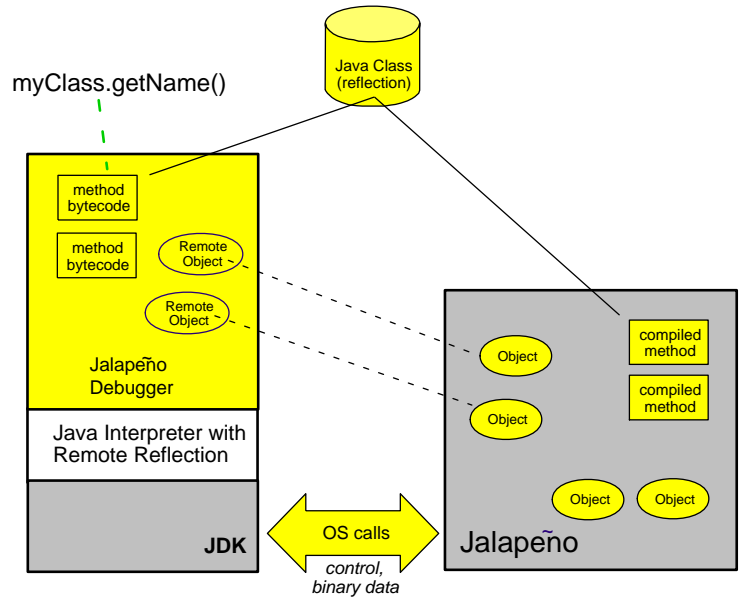 Java Class
(reflection)
myClass.getName()
method
bytecode
method
bytecode
Remote
Object
Remote
Object
Jalapeño
Debugger
Java Interpreter with
Remote Reflection
JDK
OS calls
control,
binary data
Object
Object
compiled
method
compiled
method
Object
Object
Jalapeño